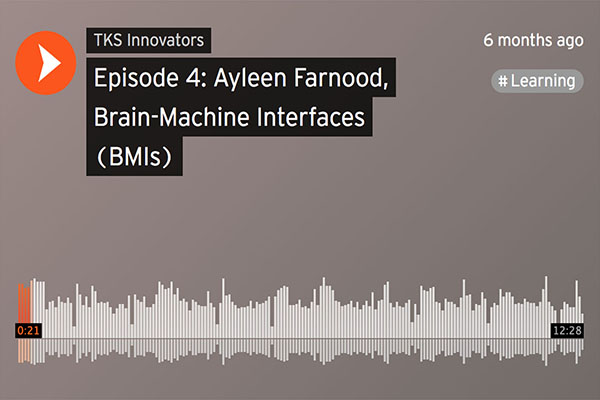 TKS Innovators
6 months ago
Episode 4: Ayleen Farnood,
# Learning
Brain-Machine Interfaces
(BMIs)
0:21
12:28